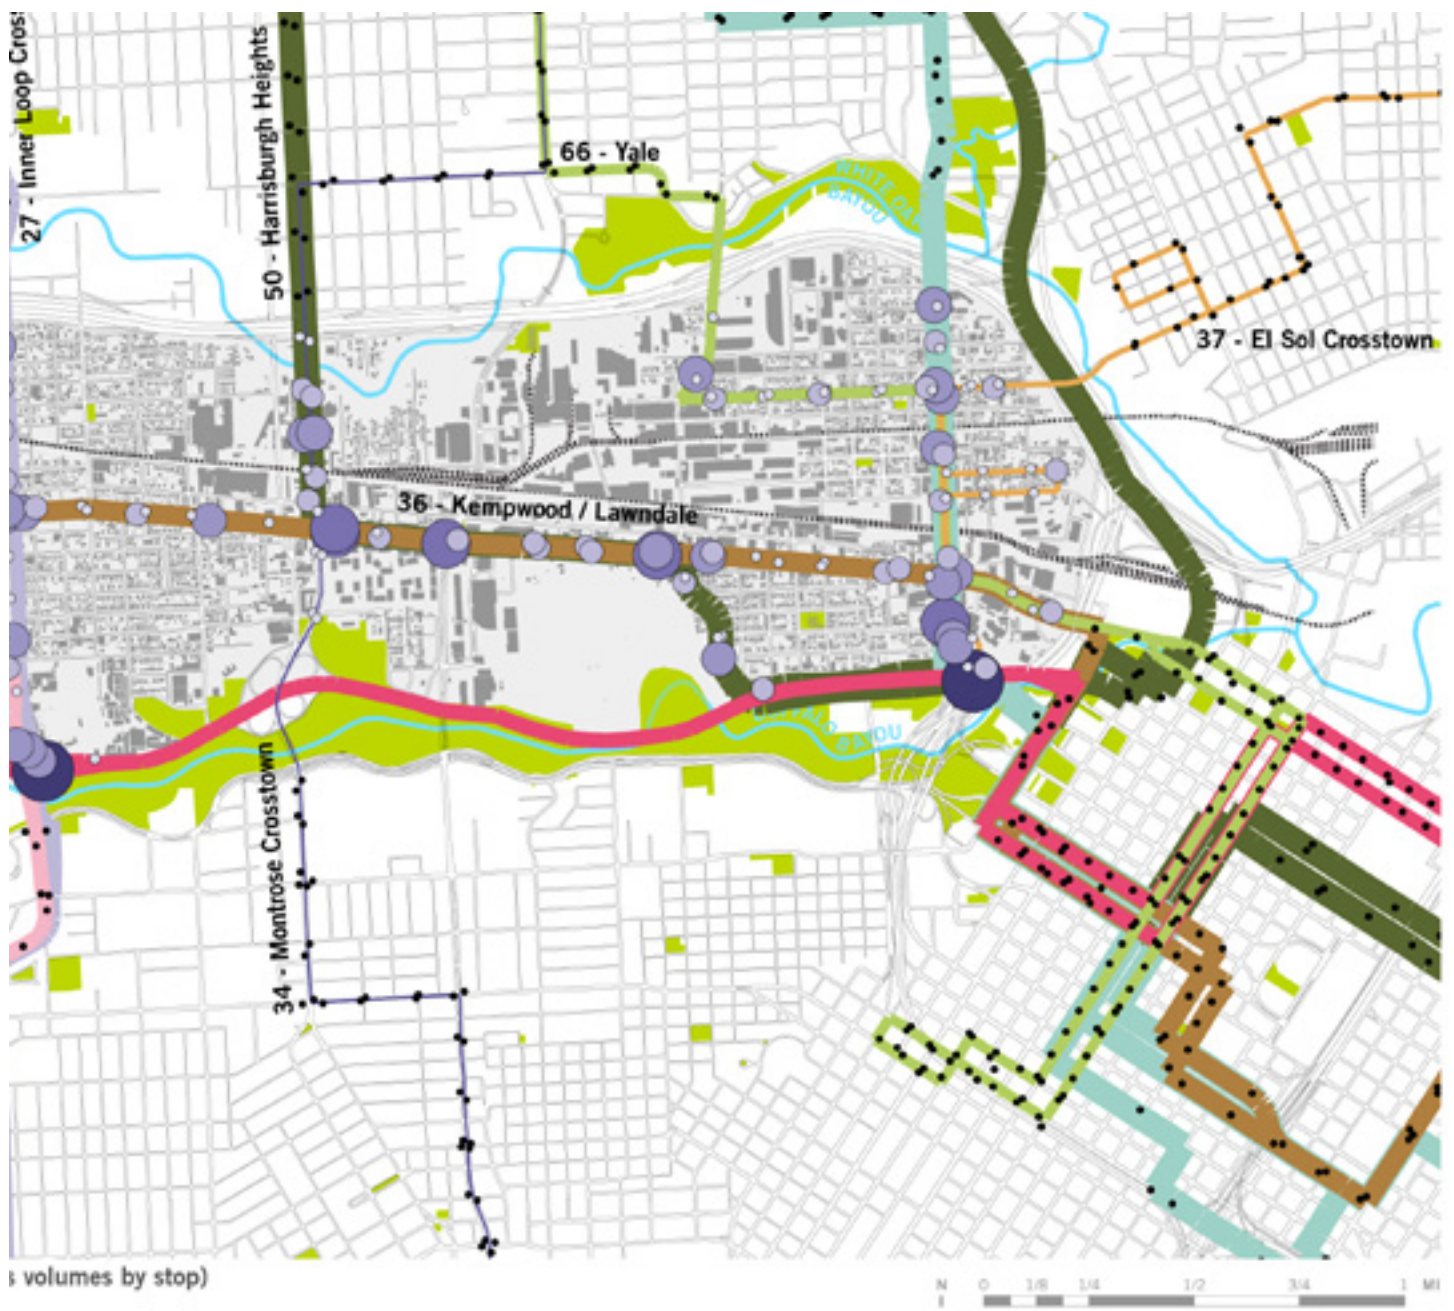 27 - Inner Loop Cros
50 - Harrisburgh Heights
66 - Yale
WHITE OAK
BAYOU
37 - El Sol Crosstown
36 - Kempwood / Lawndale
BUFFALO BAYOU
34 - Montrose Crosstown
s volumes by stop)
N 0 1/8 1/4 1/2 3/4 1 MI